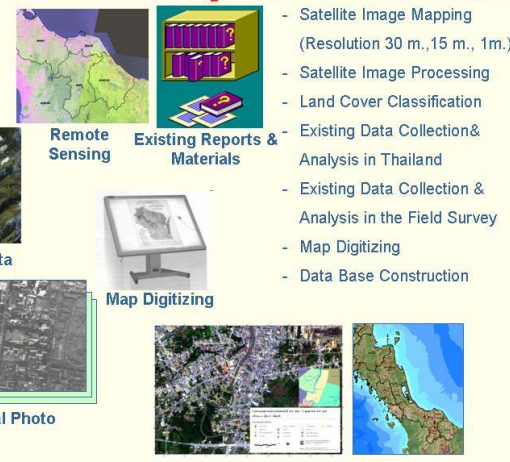 - Satellite Image Mapping
(Resolution 30 m.,15 m., 1m.)
- Satellite Image Processing
- Land Cover Classification
- Existing Data Collection&
Analysis in Thailand
- Existing Data Collection &
Analysis in the Field Survey
- Map Digitizing
- Data Base Construction
Remote
Sensing
Existing Reports &
Materials
ta
Map Digitizing
al Photo